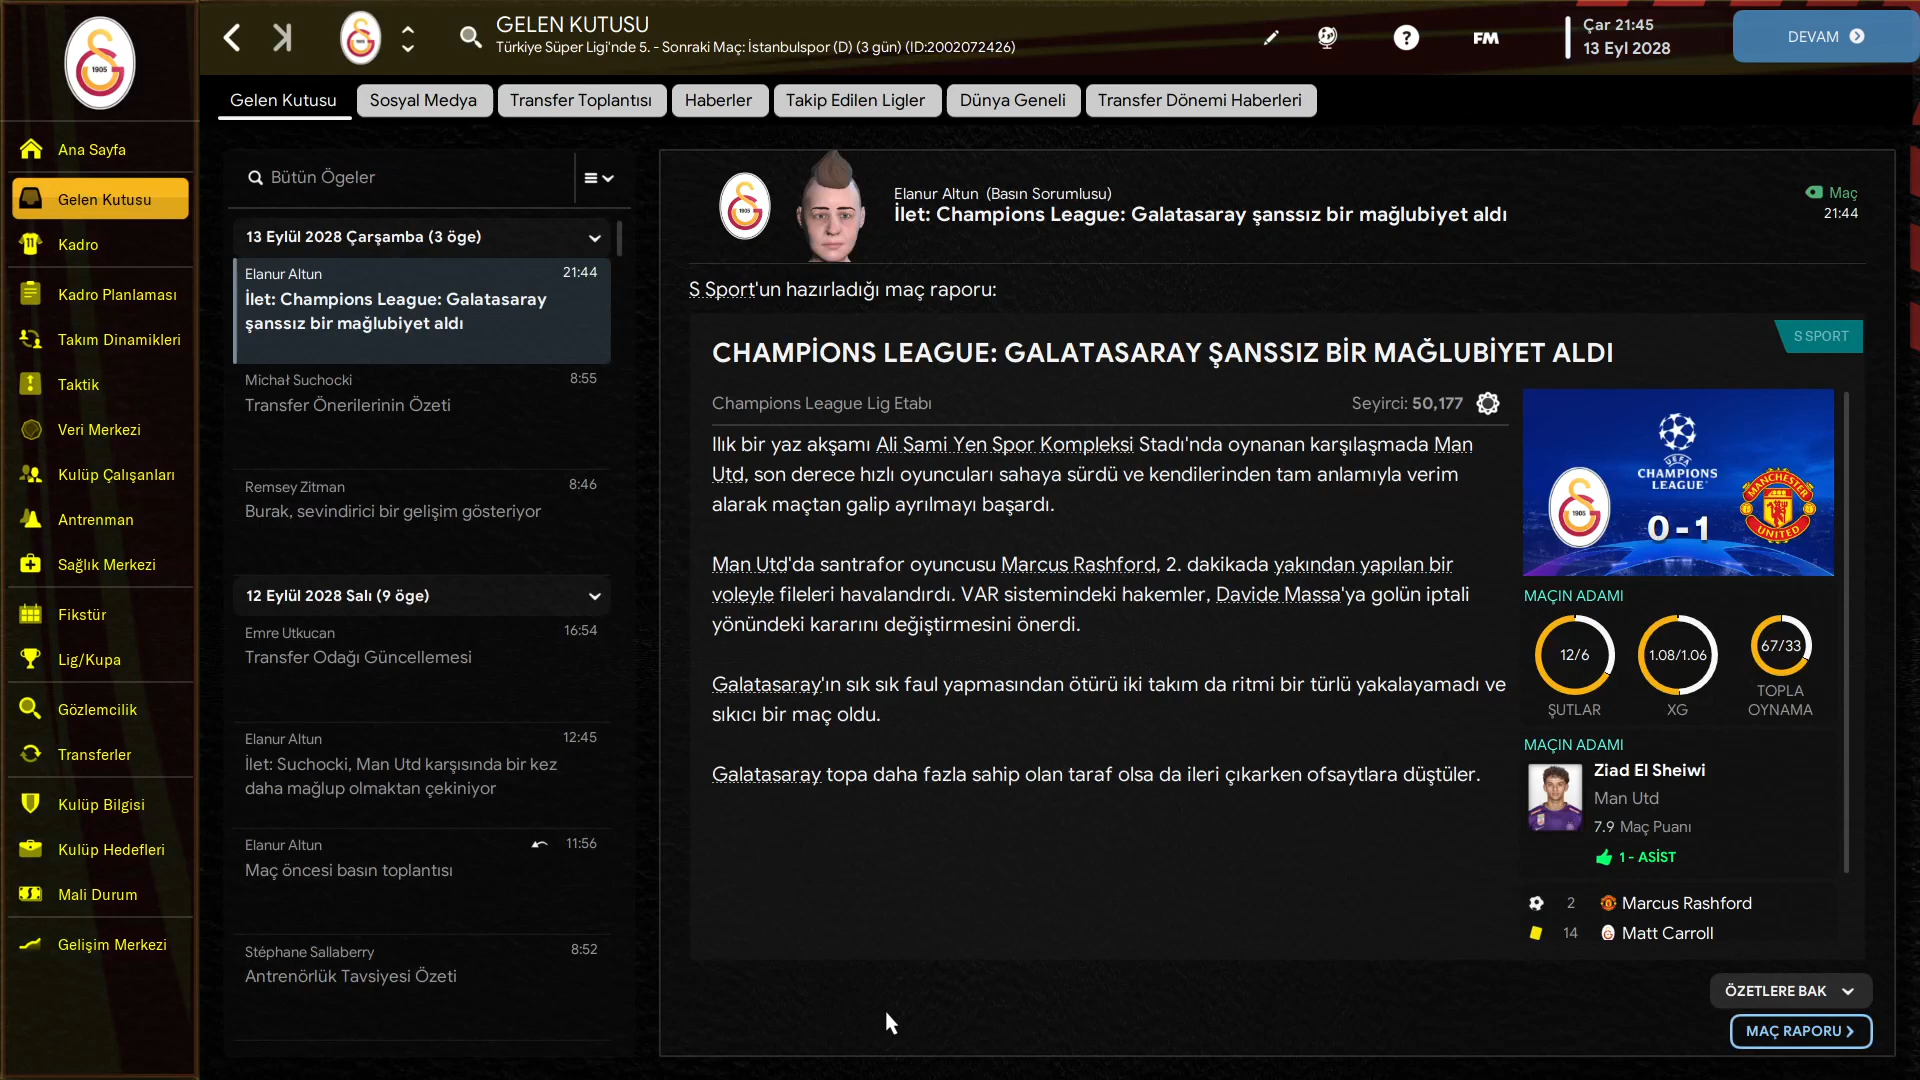 GELEN KUTUSU
Türkiye Süper Ligi'nde 5. - Sonraki Maç: İstanbulspor (D) (3 gün) (ID:2002072426)
FM
Çar 21:45
13 Eyl 2028
DEVAM
1905
Ana Sayfa
Gelen Kutusu
Kadro
Kadro Planlaması
Takım Dinamikleri
Taktik
Veri Merkezi
Kulüp Çalışanları
Antrenman
Sağlık Merkezi
Fikstür
Lig/Kupa
Gözlemcilik
Transferler
Kulüp Bilgisi
Kulüp Hedefleri
Mali Durum
Gelişim Merkezi
Gelen Kutusu
Sosyal Medya
Transfer Toplantısı
Haberler
Takip Edilen Ligler
Dünya Geneli
Transfer Dönemi Haberleri
Bütün Ögeler
13 Eylül 2028 Çarşamba (3 öge)
Elanur Altun 21:44
İlet: Champions League: Galatasaray
şanssız bir mağlubiyet aldı
Michał Suchocki 8:55
Transfer Önerilerinin Özeti
Remsey Zitman 8:46
Burak, sevindirici bir gelişim gösteriyor
12 Eylül 2028 Salı (9 öge)
Emre Utkucan 16:54
Transfer Odağı Güncellemesi
Elanur Altun 12:45
İlet: Suchocki, Man Utd karşısında bir kez
daha mağlup olmaktan çekiniyor
Elanur Altun 11:56
Maç öncesi basın toplantısı
Stéphane Sallaberry 8:52
Antrenörlük Tavsiyesi Özeti
Elanur Altun (Basın Sorumlusu)
İlet: Champions League: Galatasaray şanssız bir mağlubiyet aldı
Maç
21:44
S Sport'un hazırladığı maç raporu:
S SPORT
CHAMPİONS LEAGUE: GALATASARAY ŞANSSIZ BİR MAĞLUBİYET ALDI
Champions League Lig Etabı
Seyirci: 50,177
Ilık bir yaz akşamı Ali Sami Yen Spor Kompleksi Stadı'nda oynanan karşılaşmada Man
Utd, son derece hızlı oyuncuları sahaya sürdü ve kendilerinden tam anlamıyla verim
alarak maçtan galip ayrılmayı başardı.
Man Utd'da santrafor oyuncusu Marcus Rashford, 2. dakikada yakından yapılan bir
voleyle fileleri havalandırdı. VAR sistemindeki hakemler, Davide Massa'ya golün iptali
yönündeki kararını değiştirmesini önerdi.
Galatasaray'ın sık sık faul yapmasından ötürü iki takım da ritmi bir türlü yakalayamadı ve
sıkıcı bir maç oldu.
Galatasaray topa daha fazla sahip olan taraf olsa da ileri çıkarken ofsaytlara düştüler.
UEFA
CHAMPIONS
LEAGUE
1905
MANCHESTER
UNITED
0 - 1
MAÇIN ADAMI
12/6
1.08/1.06
67/33
ŞUTLAR
XG
TOPLA
OYNAMA
MAÇIN ADAMI
Ziad El Sheiwi
Man Utd
7.9 Maç Puanı
1 - ASİST
2 Marcus Rashford
14 Matt Carroll
ÖZETLERE BAK
MAÇ RAPORU